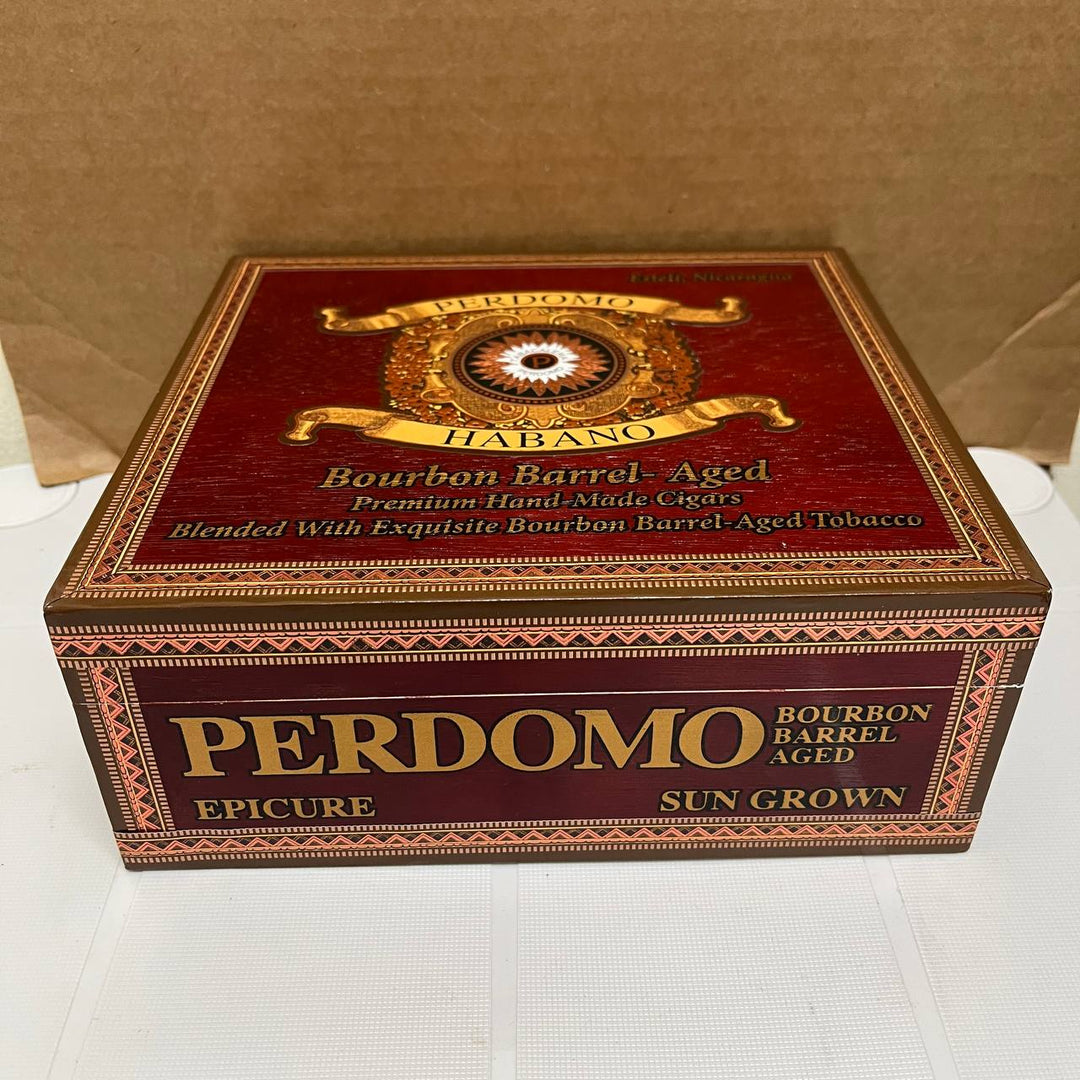 Estelí, Nicaragua
PERDOMO
P
PERDOMO
HABANO
Bourbon Barrel- Aged
Premium Hand-Made Cigars
Blended With Exquisite Bourbon Barrel-Aged Tobacco
PERDOMO
BOURBON
BARREL
AGED
EPICURE
SUN GROWN